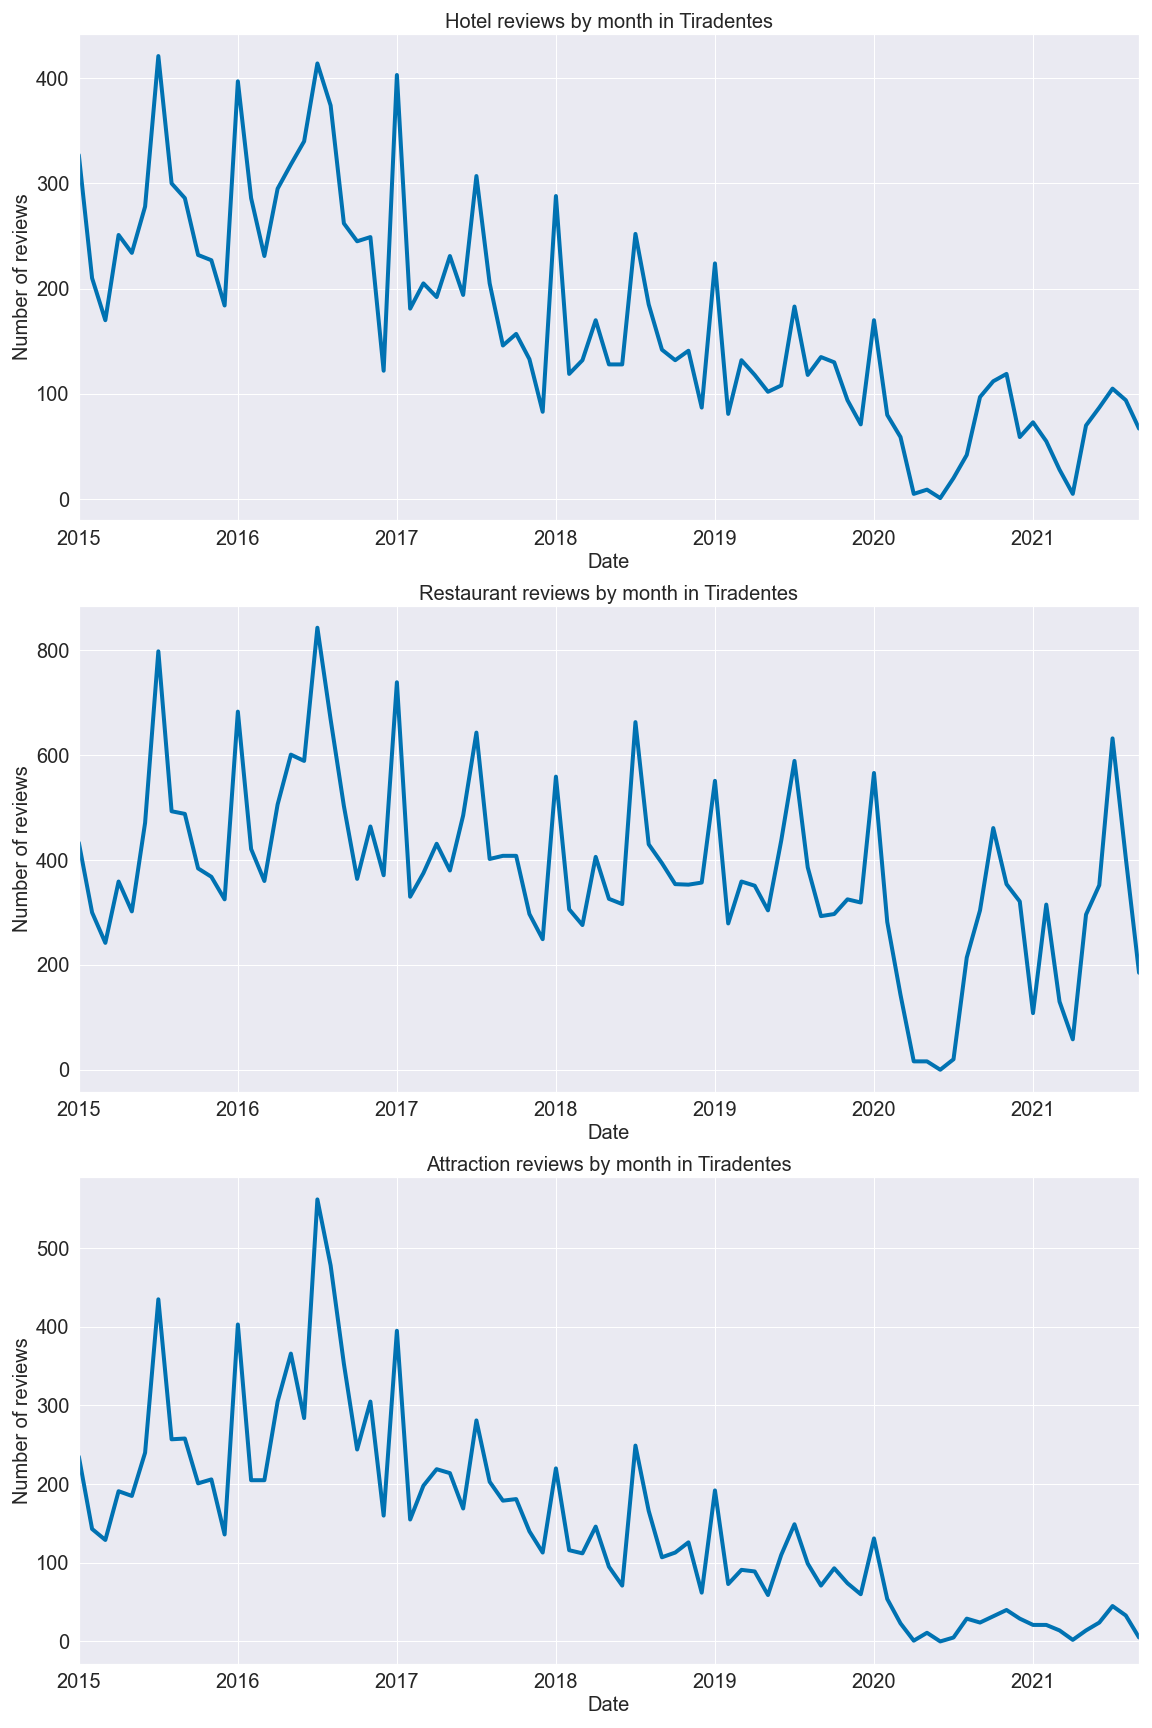 Hotel reviews by month in Tiradentes
Number of reviews
400
300
200
100
0
2015 2016 2017 2018 2019 2020 2021
Date
Restaurant reviews by month in Tiradentes
Number of reviews
800
600
400
200
0
2015 2016 2017 2018 2019 2020 2021
Date
Attraction reviews by month in Tiradentes
Number of reviews
500
400
300
200
100
0
2015 2016 2017 2018 2019 2020 2021
Date